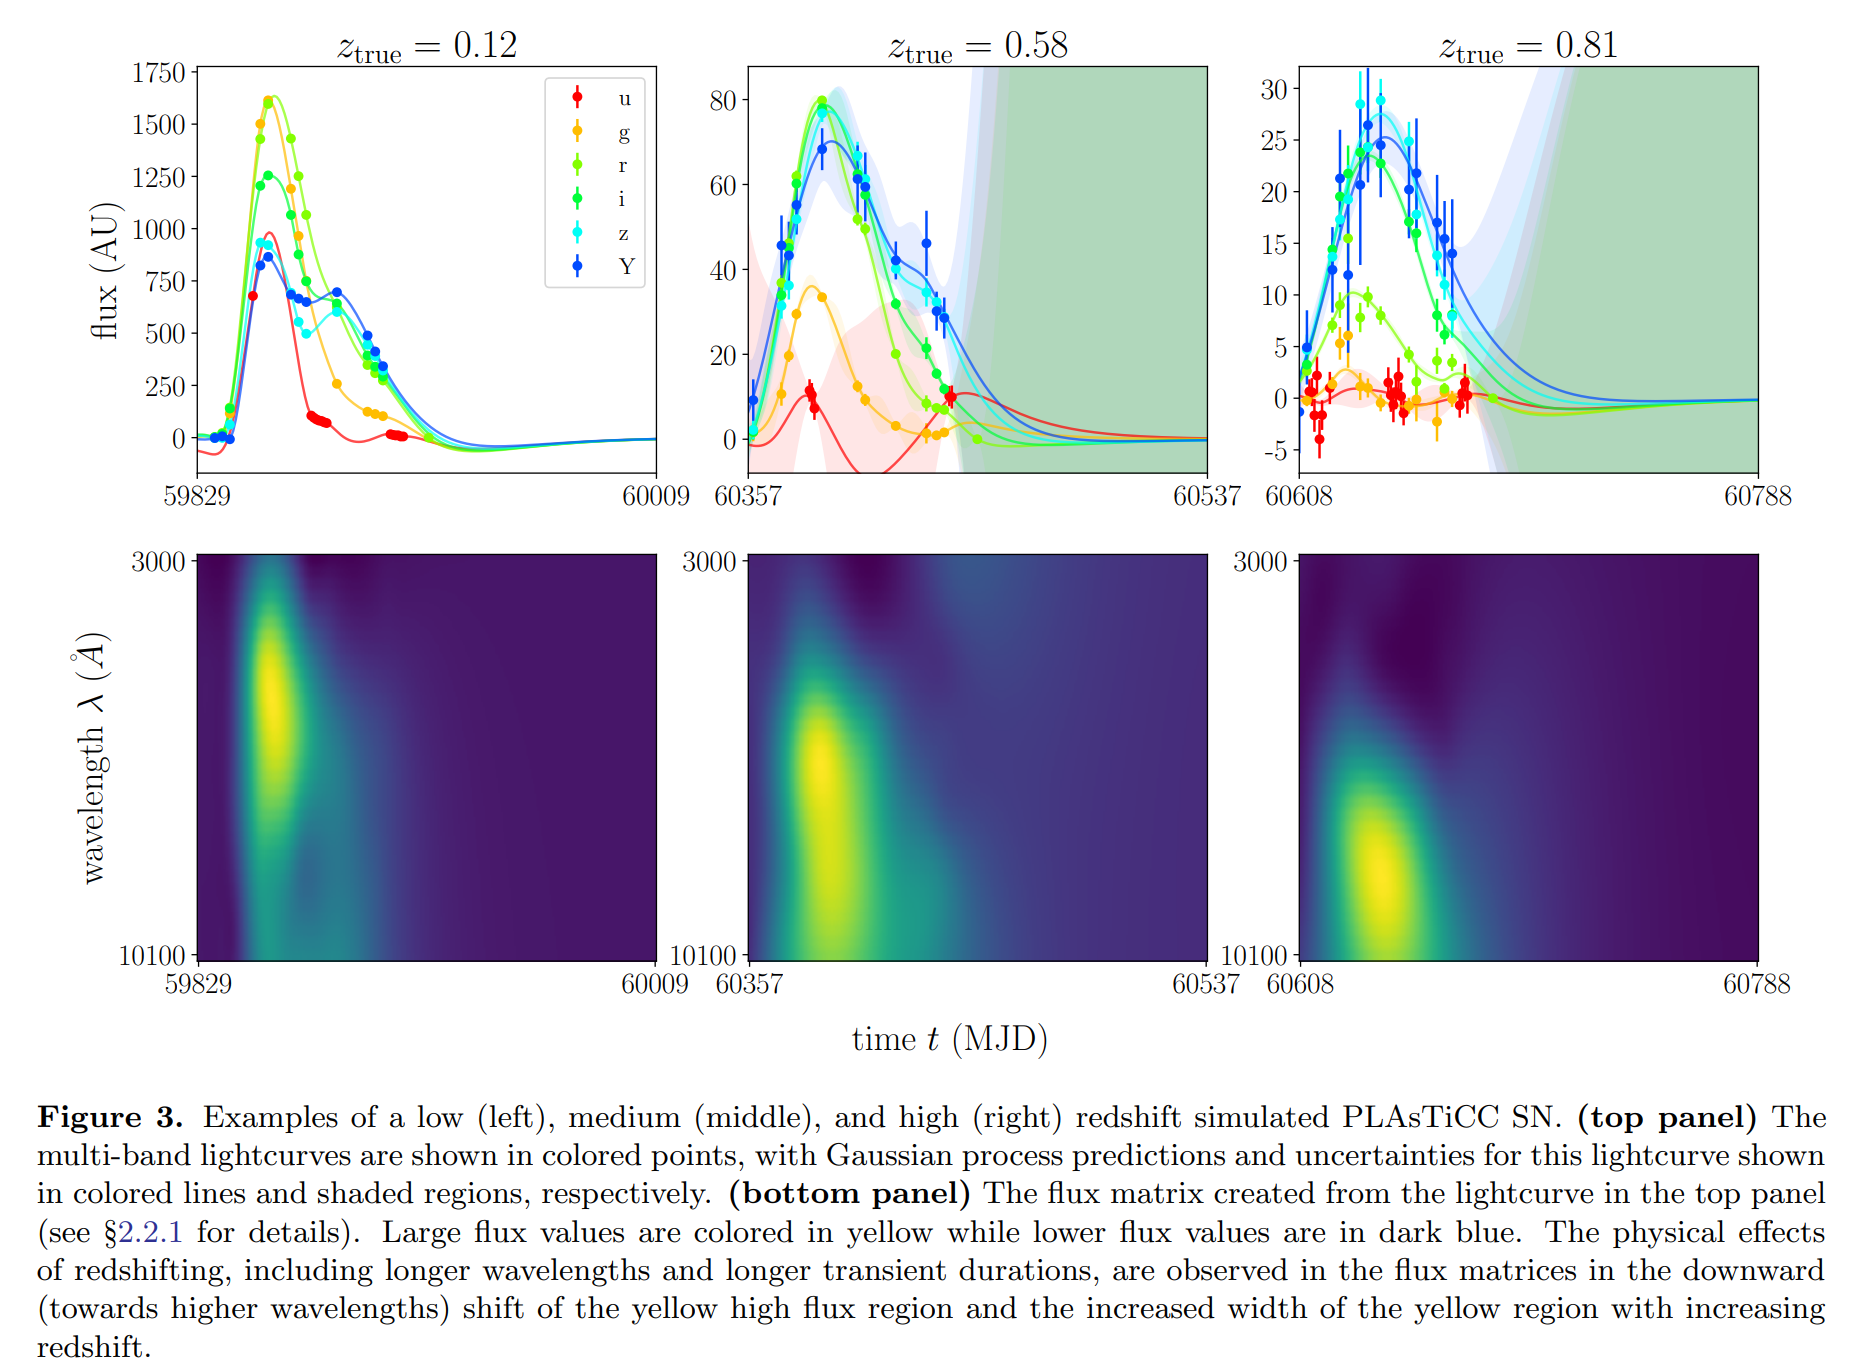 z_true = 0.12
z_true = 0.58
z_true = 0.81
flux (AU)
1750
1500
1250
1000
750
500
250
0
u
g
r
i
z
Y
59829
60009
80
60
40
20
0
60357
60537
30
25
20
15
10
5
0
-5
60608
60788
wavelength λ (Å)
3000
10100
59829
60009
3000
10100
60357
60537
3000
10100
60608
60788
time t (MJD)
Figure 3. Examples of a low (left), medium (middle), and high (right) redshift simulated PLAsTiCC SN. (top panel) The
multi-band lightcurves are shown in colored points, with Gaussian process predictions and uncertainties for this lightcurve shown
in colored lines and shaded regions, respectively. (bottom panel) The flux matrix created from the lightcurve in the top panel
(see §2.2.1 for details). Large flux values are colored in yellow while lower flux values are in dark blue. The physical effects
of redshifting, including longer wavelengths and longer transient durations, are observed in the flux matrices in the downward
(towards higher wavelengths) shift of the yellow high flux region and the increased width of the yellow region with increasing
redshift.